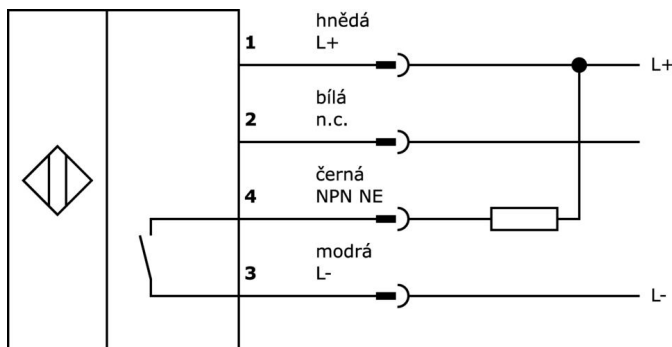 hnědá
1 L+
L+
bílá
2 n.c.
černá
4 NPN NE
modrá
3 L-
L-